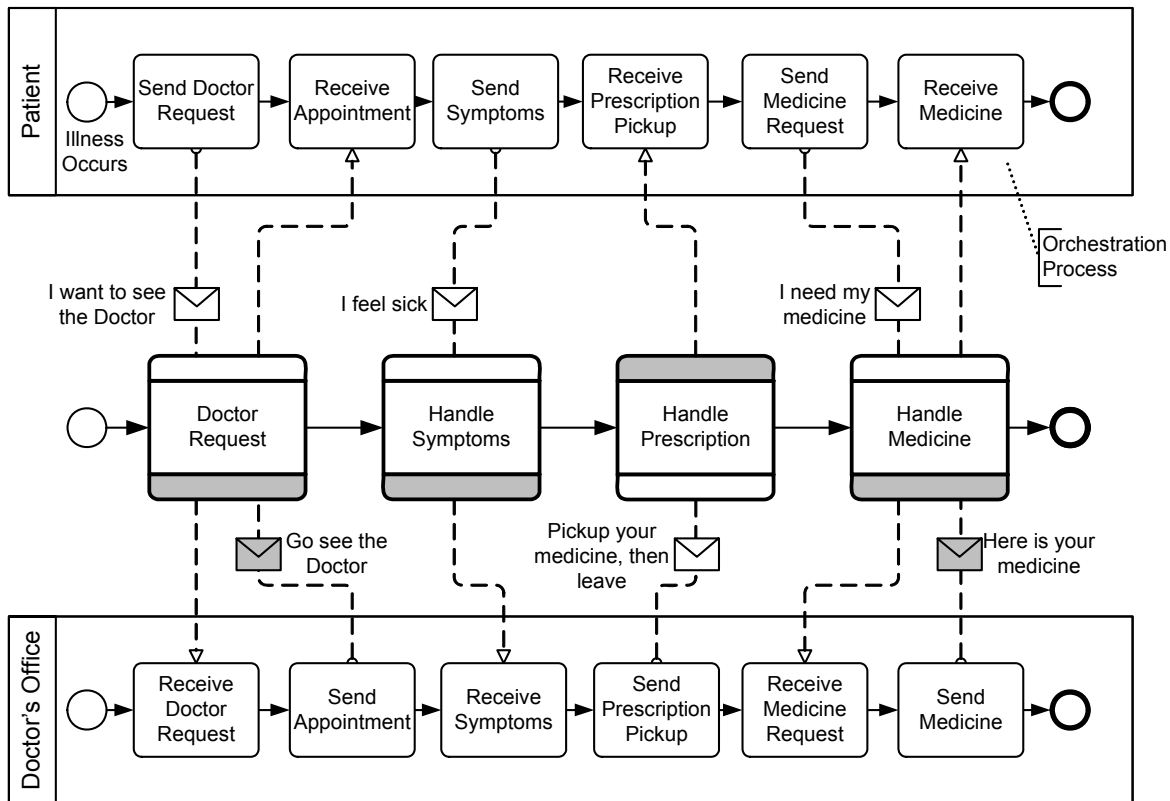 Patient
Send Doctor
Request
Receive
Appointment
Send
Symptoms
Receive
Prescription
Pickup
Send
Medicine
Request
Receive
Medicine
Illness
Occurs
Orchestration
Process
I want to see
the Doctor
I feel sick
I need my
medicine
Doctor
Request
Handle
Symptoms
Handle
Prescription
Handle
Medicine
Go see the
Doctor
Pickup your
medicine, then
leave
Here is your
medicine
Doctor's Office
Receive
Doctor
Request
Send
Appointment
Receive
Symptoms
Send
Prescription
Pickup
Receive
Medicine
Request
Send
Medicine